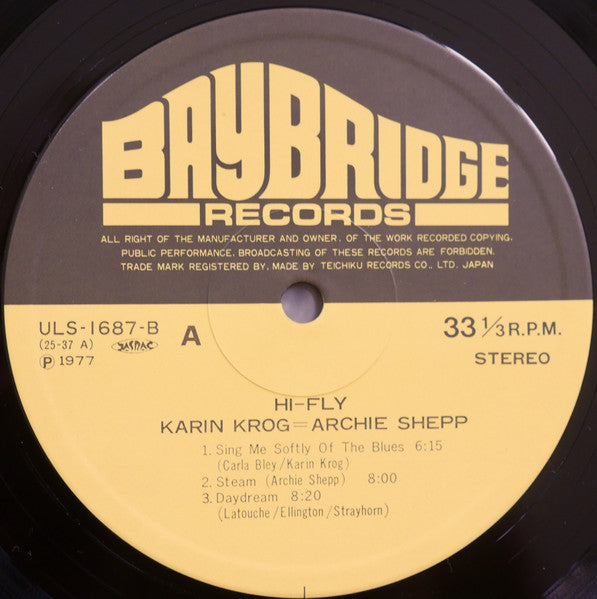 BAYBRIDGE
RECORDS
ALL RIGHT OF THE MANUFACTURER AND OWNER. OF THE WORK RECORDED COPYING.
PUBLIC PERFORMANCE. BROADCASTING OF THESE RECORDS ARE FORBIDDEN.
TRADE MARK REGISTERED BY. MADE BY TEICHIKU RECORDS CO., LTD. JAPAN
ULS-1687-B
(25-37 A) JASRAC
Ⓟ 1977
A
33 1/3 R.P.M.
STEREO
HI-FLY
KARIN KROG=ARCHIE SHEPP
1. Sing Me Softly Of The Blues 6:15
(Carla Bley/Karin Krog)
2. Steam (Archie Shepp) 8:00
3. Daydream 8:20
(Latouche/Ellington/Strayhorn)